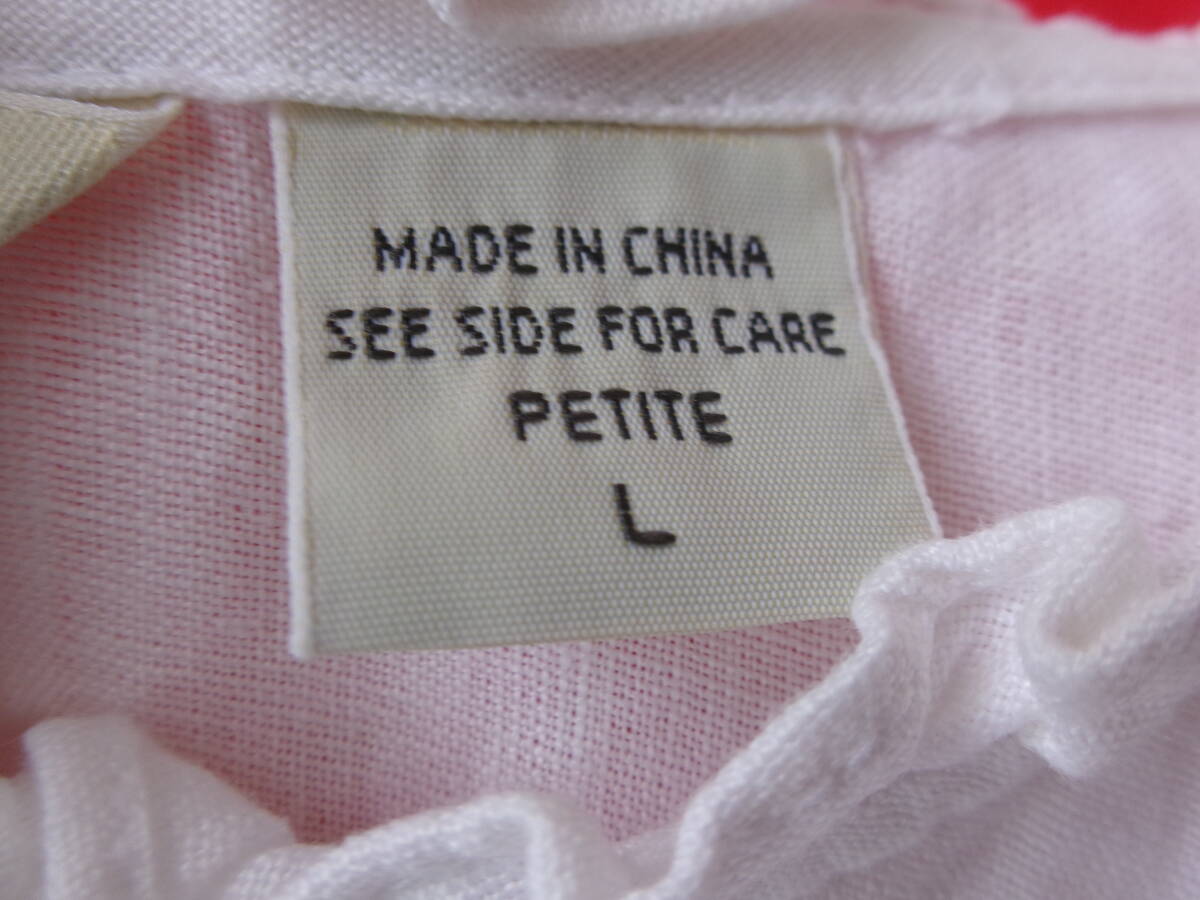 MADE IN CHINA
SEE SIDE FOR CARE
PETITE
L